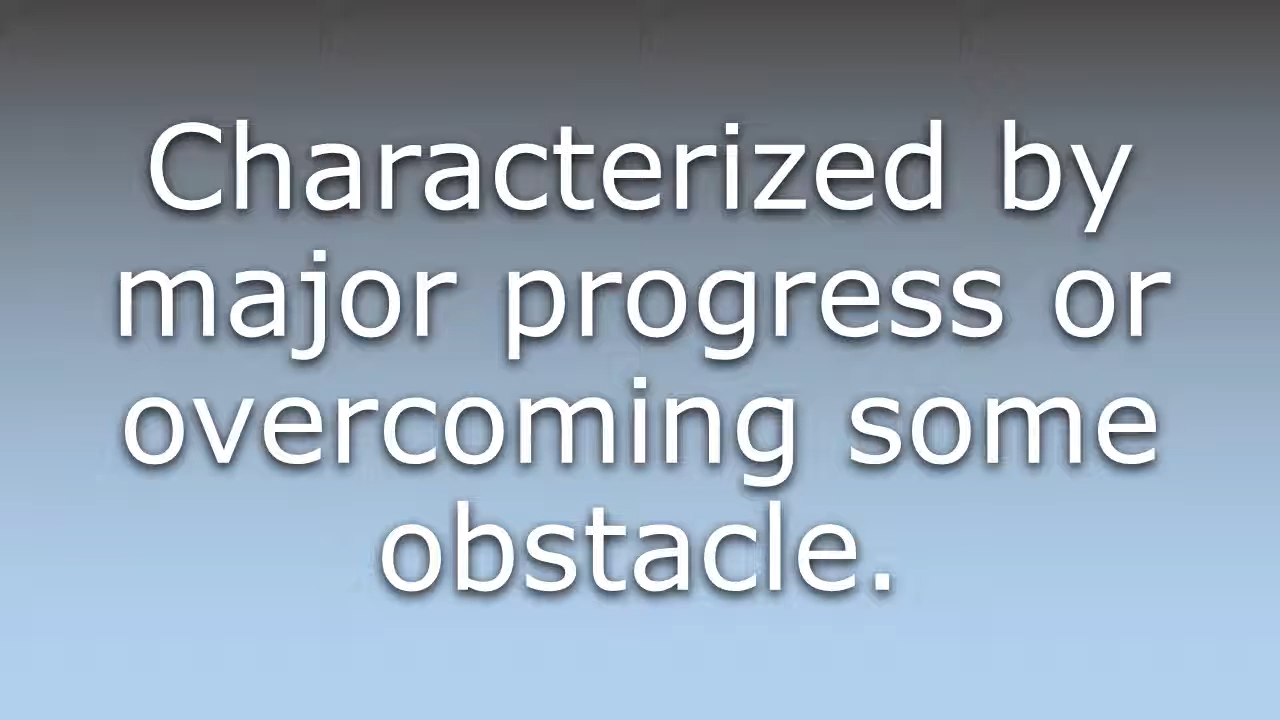 Characterized by
major progress or
overcoming some
obstacle.